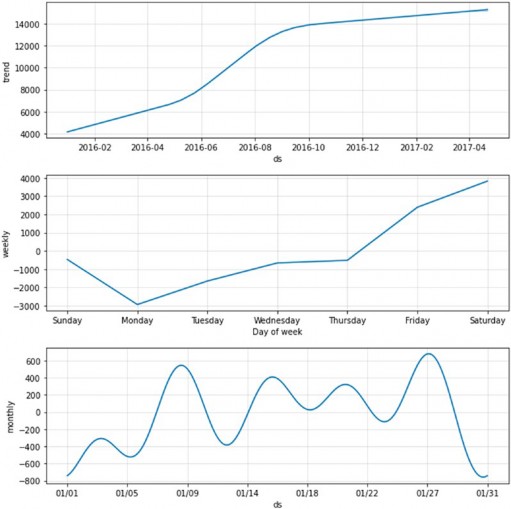 14000
12000
10000
8000
6000
4000
trend
2016-02 2016-04 2016-06 2016-08 2016-10 2016-12 2017-02 2017-04
ds
4000
3000
2000
1000
0
−1000
−2000
−3000
weekly
Sunday Monday Tuesday Wednesday Thursday Friday Saturday
Day of week
600
400
200
0
−200
−400
−600
−800
monthly
01/01 01/05 01/09 01/14 01/18 01/22 01/27 01/31
ds